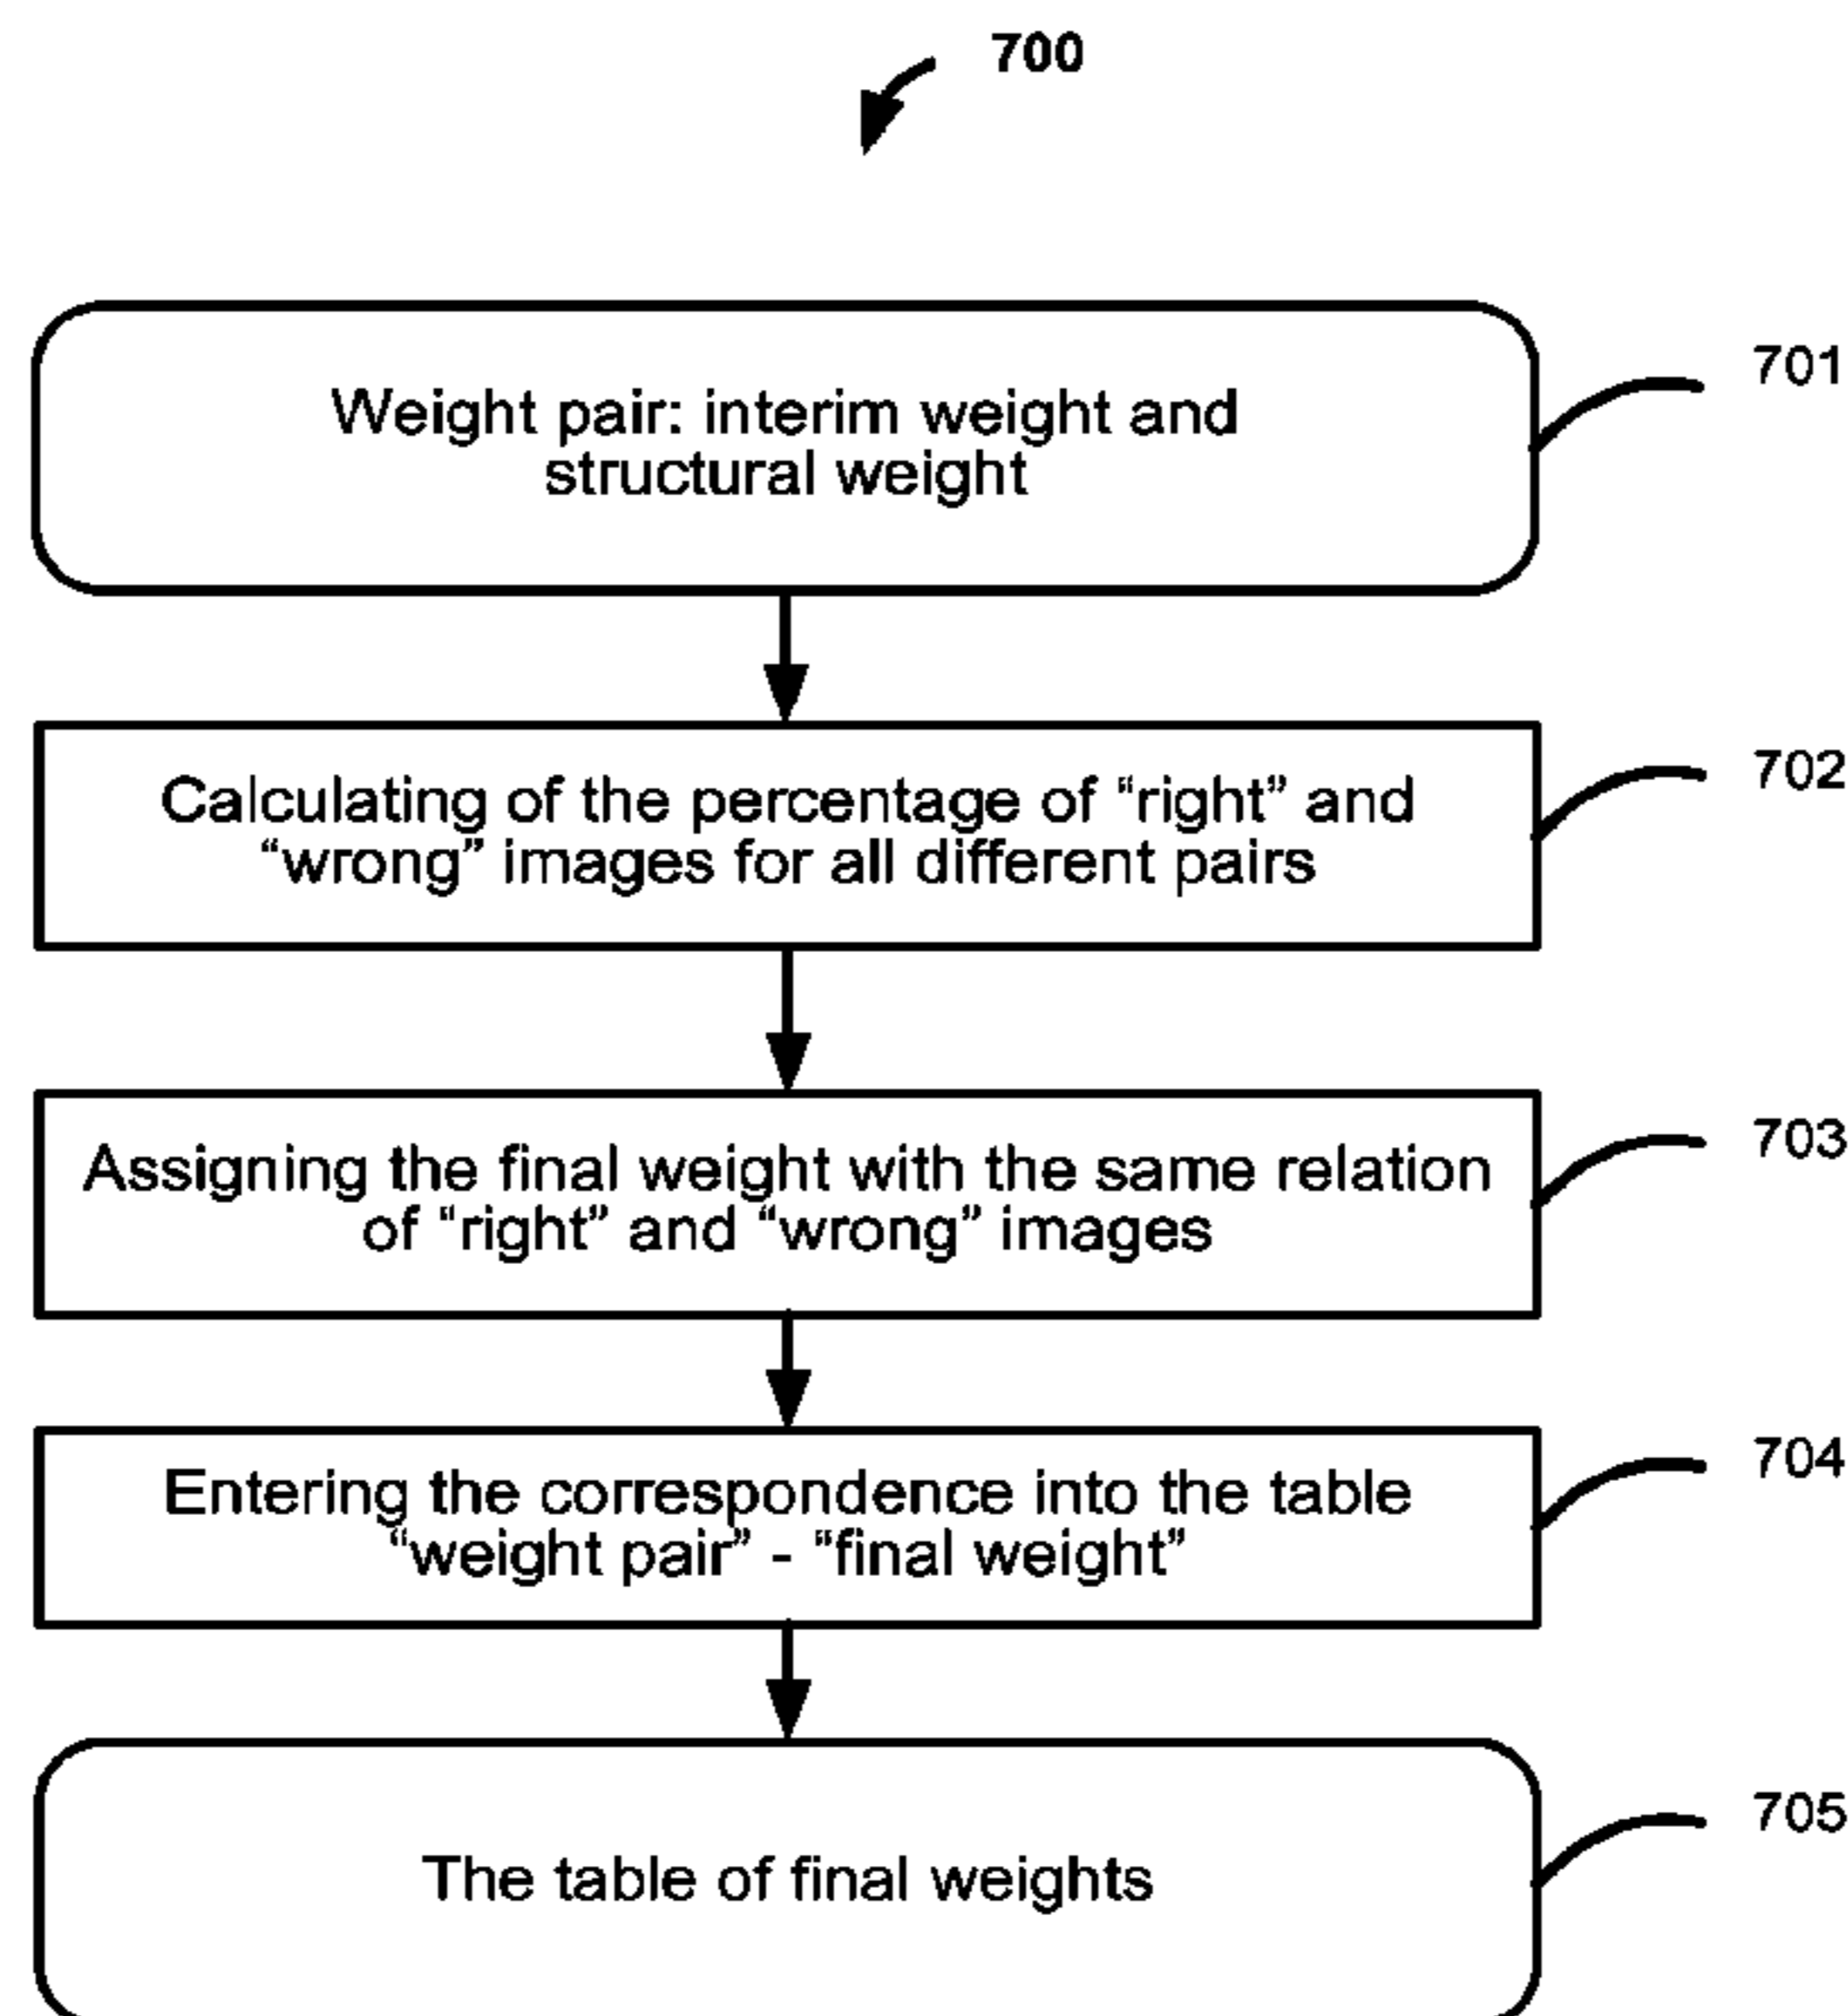 700
Weight pair: interim weight and
structural weight
701
Calculating of the percentage of “right” and
“wrong” images for all different pairs
702
Assigning the final weight with the same relation
of “right” and “wrong” images
703
Entering the correspondence into the table
“weight pair” - “final weight”
704
The table of final weights
705